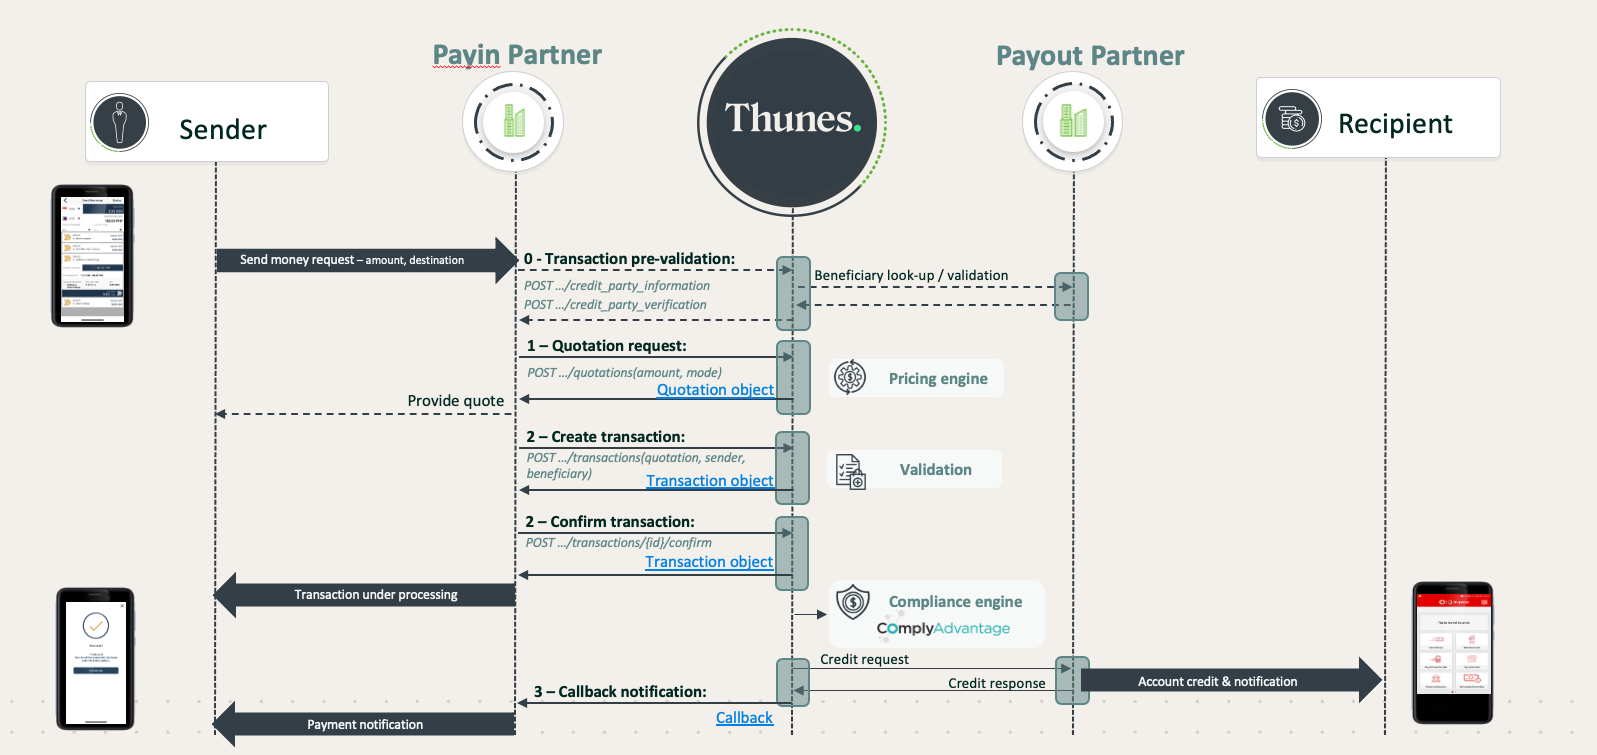 Payin Partner
Payout Partner
Thunes.
Sender
Recipient
Send money request – amount, destination
0 - Transaction pre-validation:
POST .../credit_party_information
POST .../credit_party_verification
Beneficiary look-up / validation
1 – Quotation request:
POST .../quotations(amount, mode)
Quotation object
Pricing engine
Provide quote
2 – Create transaction:
POST .../transactions(quotation, sender,
beneficiary)
Transaction object
Validation
2 – Confirm transaction:
POST .../transactions/{id}/confirm
Transaction object
Transaction under processing
Compliance engine
ComplyAdvantage
Credit request
Credit response
Account credit & notification
3 – Callback notification:
Callback
Payment notification